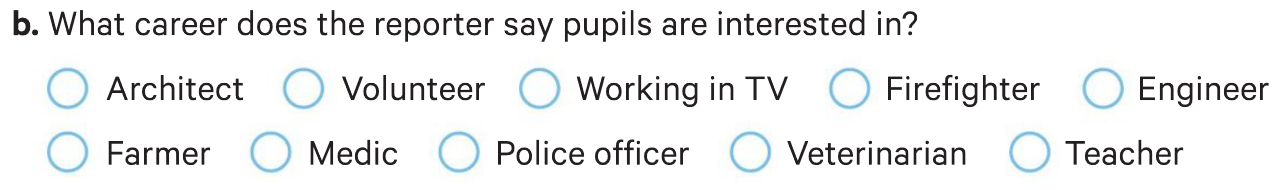 b. What career does the reporter say pupils are interested in?
Architect Volunteer Working in TV Firefighter Engineer
Farmer Medic Police officer Veterinarian Teacher